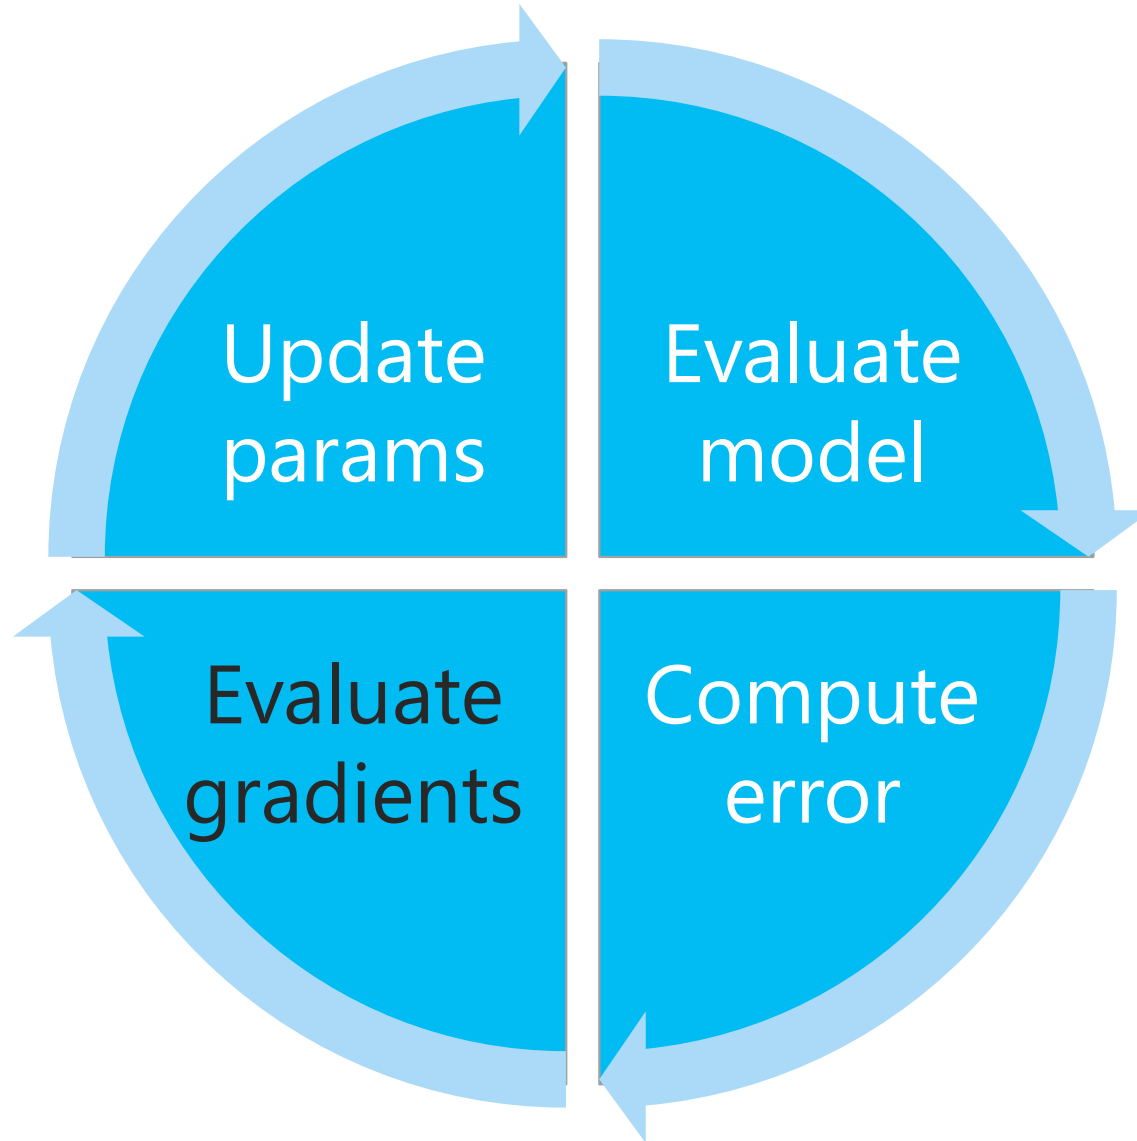 Update
params
Evaluate
model
Evaluate
gradients
Compute
error